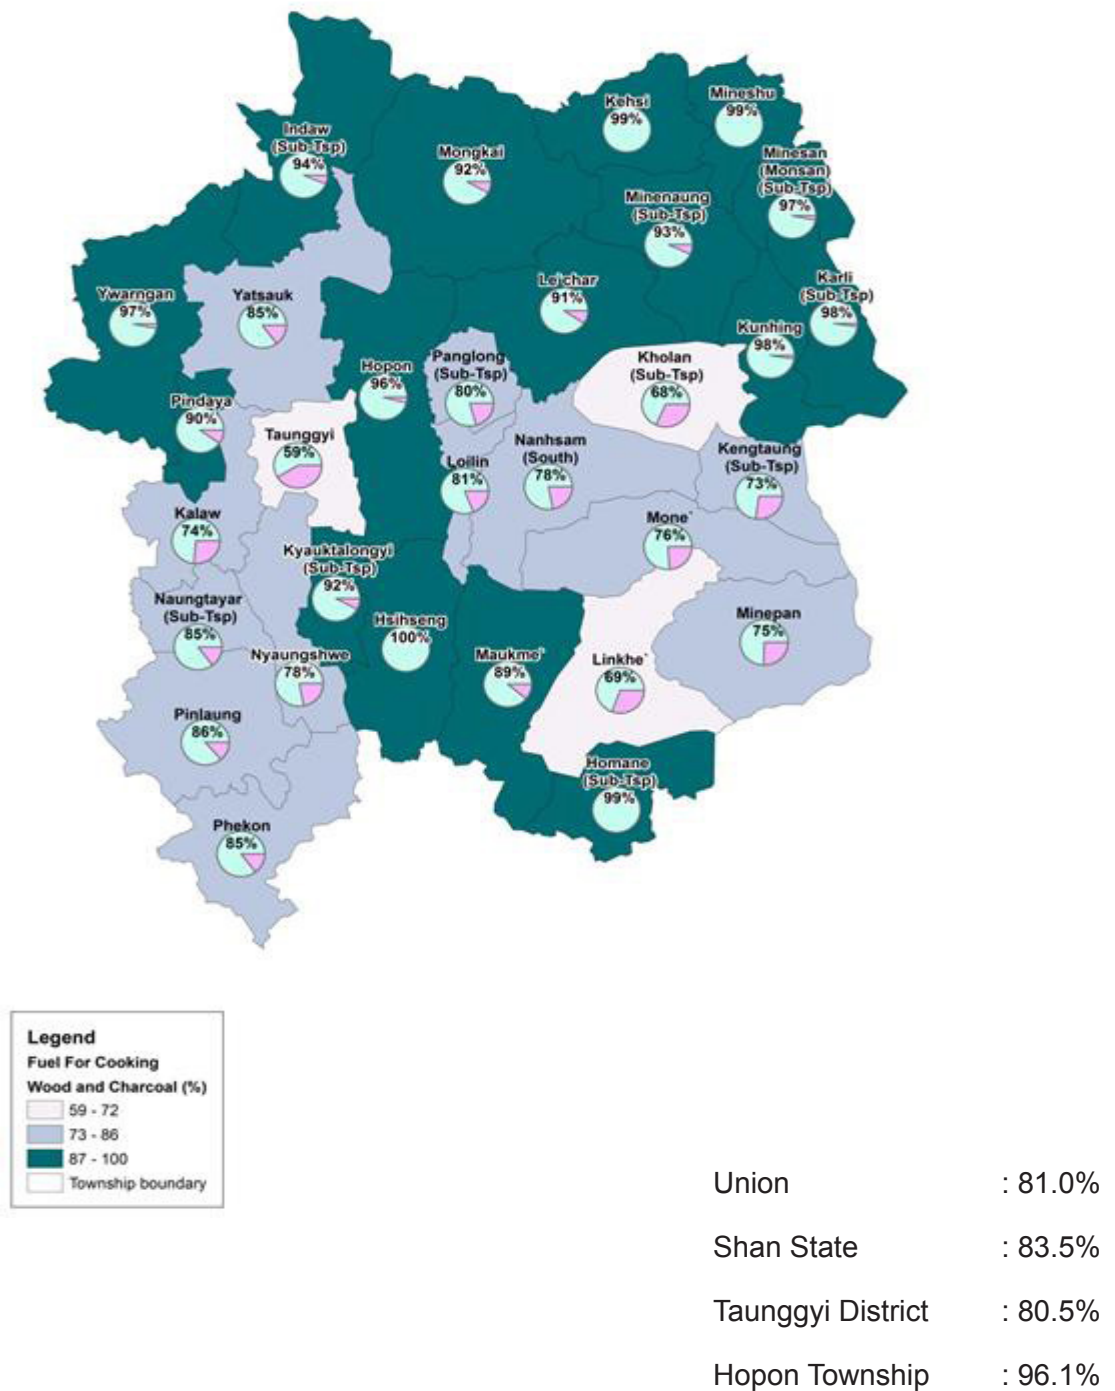 Kehsi
99%
Mineshu
99%
Indaw
(Sub-Tsp)
94%
Mongkai
92%
Minesan
(Monsan)
(Sub-Tsp)
97%
Minenaung
(Sub-Tsp)
93%
Karli
(Sub-Tsp)
98%
Ywarngan
97%
Yatsauk
85%
Le'char
91%
Kunhing
98%
Hopon
96%
Panglong
(Sub-Tsp)
80%
Kholan
(Sub-Tsp)
68%
Pindaya
90%
Taunggyi
59%
Loilin
81%
Nanhsam
(South)
78%
Kengtaung
(Sub-Tsp)
73%
Kalaw
74%
Mone`
76%
Kyauktalongyi
(Sub-Tsp)
92%
Naungtayar
(Sub-Tsp)
85%
Hsihseng
100%
Minepan
75%
Nyaungshwe
78%
Maukme`
89%
Linkhe`
69%
Pinlaung
86%
Homane
(Sub-Tsp)
99%
Phekon
85%
Legend
Fuel For Cooking
Wood and Charcoal (%)
59 - 72
73 - 86
87 - 100
Township boundary
Union : 81.0%
Shan State : 83.5%
Taunggyi District : 80.5%
Hopon Township : 96.1%